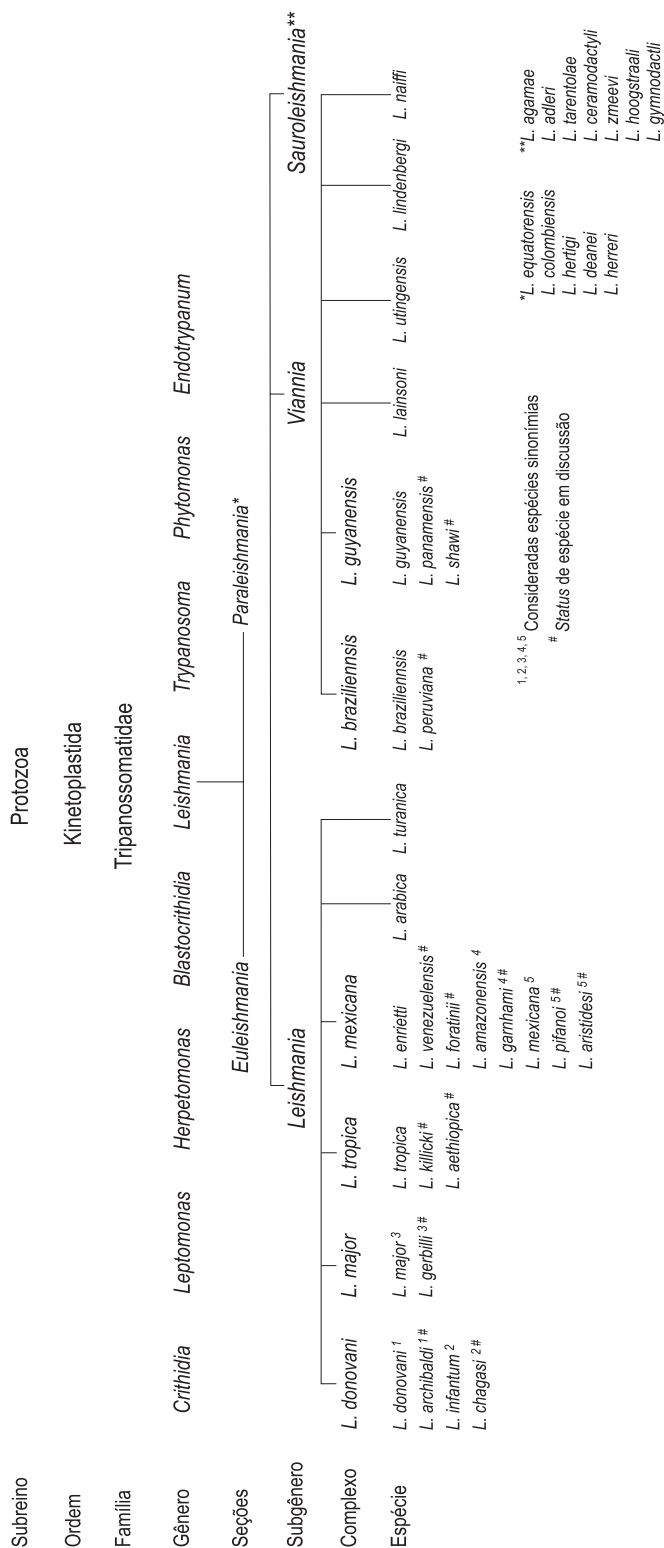 Subreino Protozoa
Ordem Kinetoplastida
Família Tripanossomatidae
Gênero Crithidia Leptomonas Herpetomonas Blastocrithidia Leishmania Trypanosoma Phytomonas Endotrypanum
Seções Euleishmania Paraleishmania*
Subgênero Leishmania Viannia Sauroleishmania**
Complexo L. donovani L. major L. tropica L. mexicana L. braziliennsis L. guyanensis
L. arabica L. turanica L. lainsoni L. utingensis L. lindenbergi L. naiffi
Espécie L. donovani 1 L. major 3 L. tropica L. enrietti L. braziliennsis L. guyanensis
L. archibaldi 1 # L. gerbilli 3 # L. killicki # L. venezuelensis # L. peruviana # L. panamensis #
L. infantum 2 L. aethiopica # L. foratinii # L. shawi #
L. chagasi 2 # L. amazonensis 4
L. garnhami 4 #
L. mexicana 5
L. pifanoi 5 #
L. aristidesi 5 #
1, 2, 3, 4, 5 Consideradas espécies sinonímias
# Status de espécie em discussão
*L. equatorensis
L. colombiensis
L. hertigi
L. deanei
L. herreri
**L. agamae
L. adleri
L. tarentolae
L. ceramodactyli
L. zmeevi
L. hoogstraali
L. gymnodactli